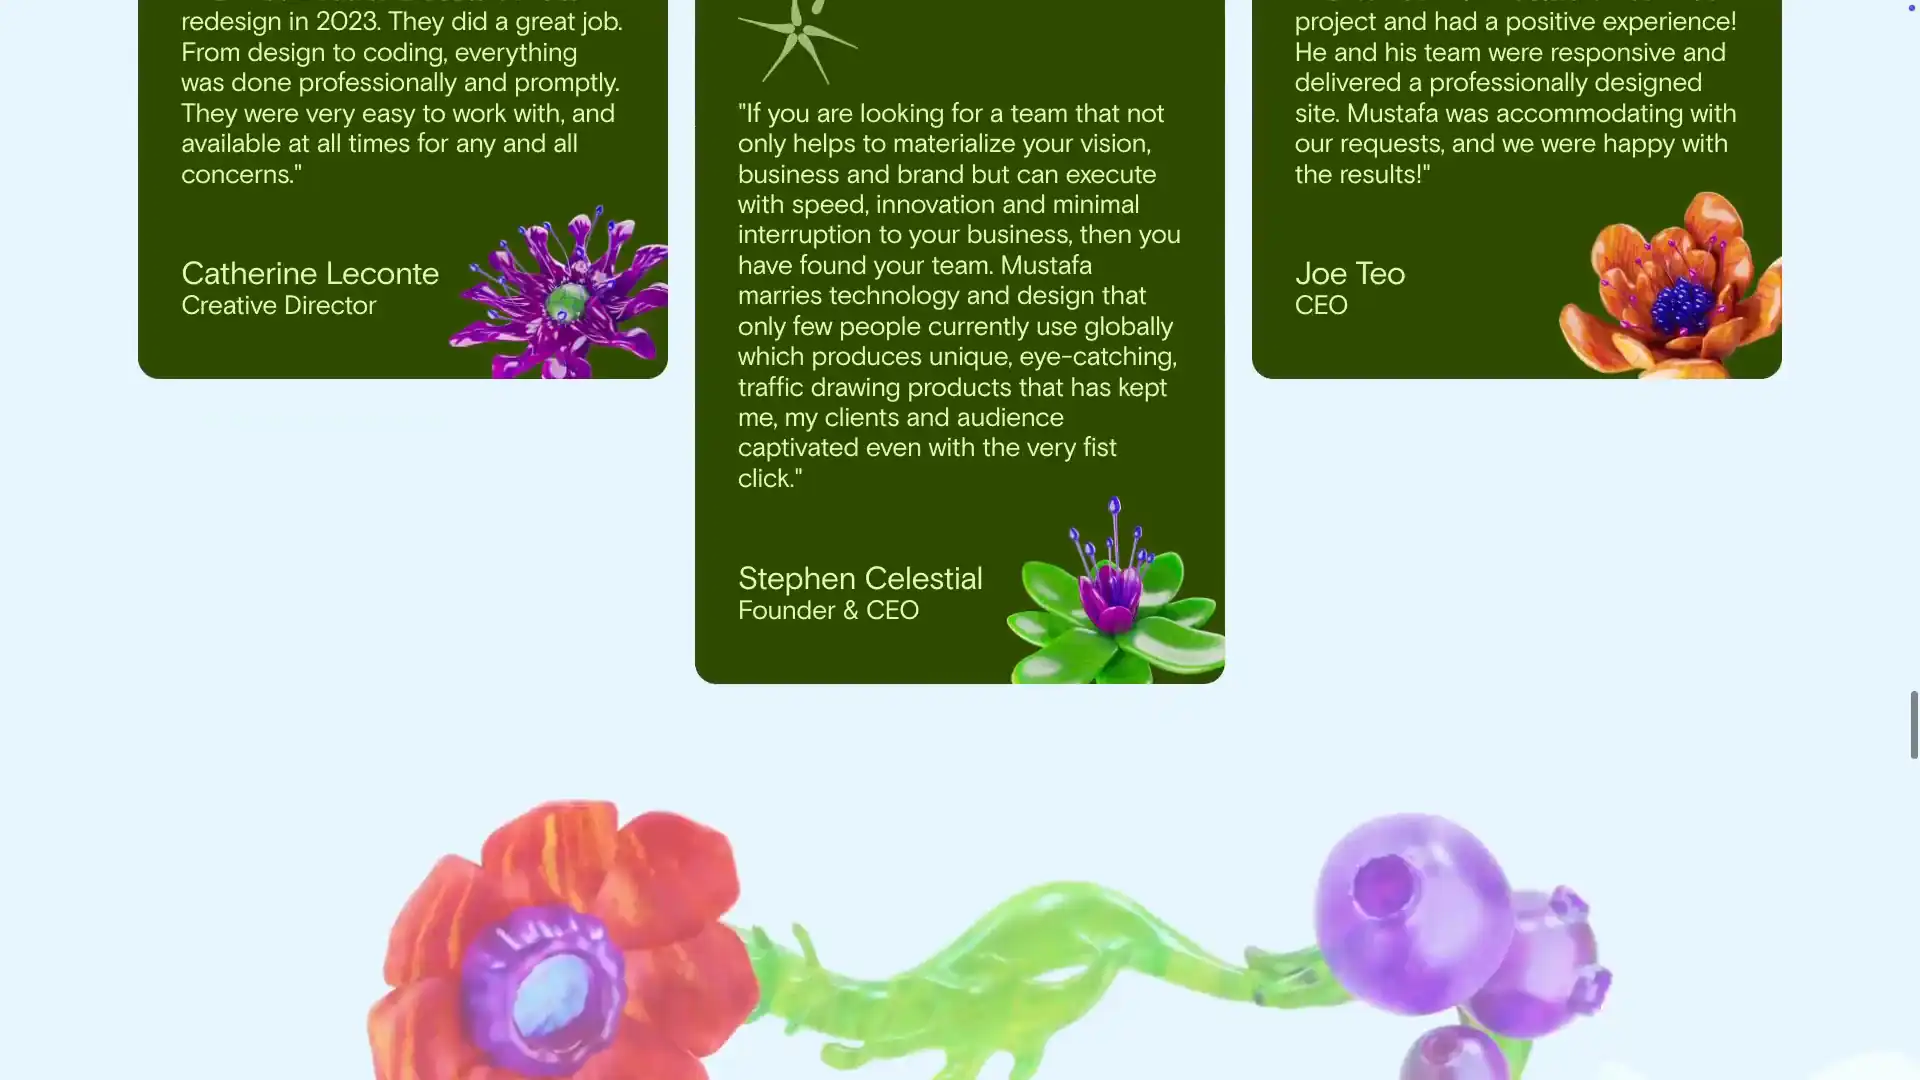 redesign in 2023. They did a great job.
From design to coding, everything
was done professionally and promptly.
They were very easy to work with, and
available at all times for any and all
concerns."
Catherine Leconte
Creative Director
"If you are looking for a team that not
only helps to materialize your vision,
business and brand but can execute
with speed, innovation and minimal
interruption to your business, then you
have found your team. Mustafa
marries technology and design that
only few people currently use globally
which produces unique, eye-catching,
traffic drawing products that has kept
me, my clients and audience
captivated even with the very fist
click."
Stephen Celestial
Founder & CEO
project and had a positive experience!
He and his team were responsive and
delivered a professionally designed
site. Mustafa was accommodating with
our requests, and we were happy with
the results!"
Joe Teo
CEO